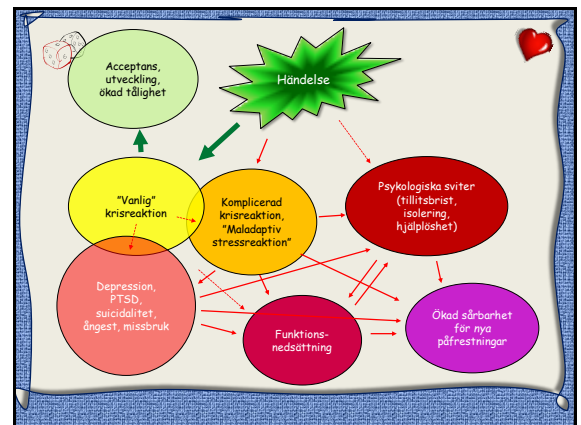 Acceptans,
utveckling,
ökad tålighet
Händelse
"Vanlig"
krisreaktion
Komplicerad
krisreaktion,
"Maladaptiv
stressreaktion"
Psykologiska sviter
(tillitsbrist,
isolering,
hjälplöshet)
Depression,
PTSD,
suicidalitet,
ångest, missbruk
Funktions-
nedsättning
Ökad sårbarhet
för nya
påfrestningar